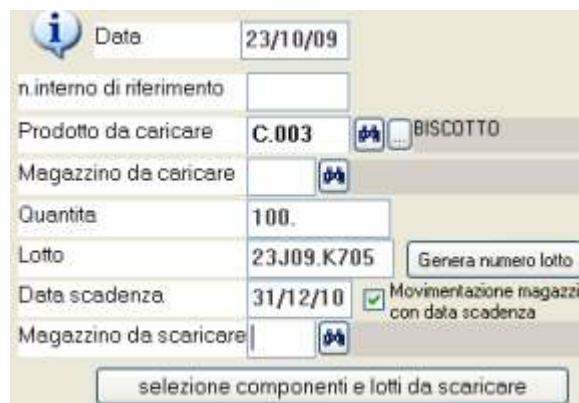 Data 23/10/09
n.interno di riferimento
Prodotto da caricare C.003 ... BISCOTTO
Magazzino da caricare
Quantita 100.
Lotto 23J09.K705 Genera numero lotto
Data scadenza 31/12/10 Movimentazione magazzi
con data scadenza
Magazzino da scaricare
selezione componenti e lotti da scaricare